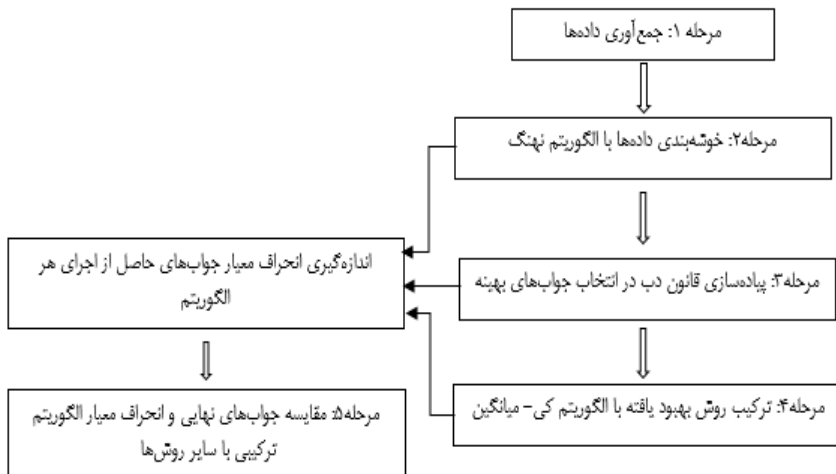 مرحله ۱: جمع‌آوری داده‌ها
مرحله۲: خوشه‌بندی داده‌ها با الگوریتم نهنگ
مرحله۳: پیاده‌سازی قانون دب در انتخاب جواب‌های بهینه
مرحله۴: ترکیب روش بهبود یافته با الگوریتم کی- میانگین
اندازه‌گیری انحراف معیار جواب‌های حاصل از اجرای هر
الگوریتم
مرحله۵: مقایسه جواب‌های نهایی و انحراف معیار الگوریتم
ترکیبی با سایر روش‌ها